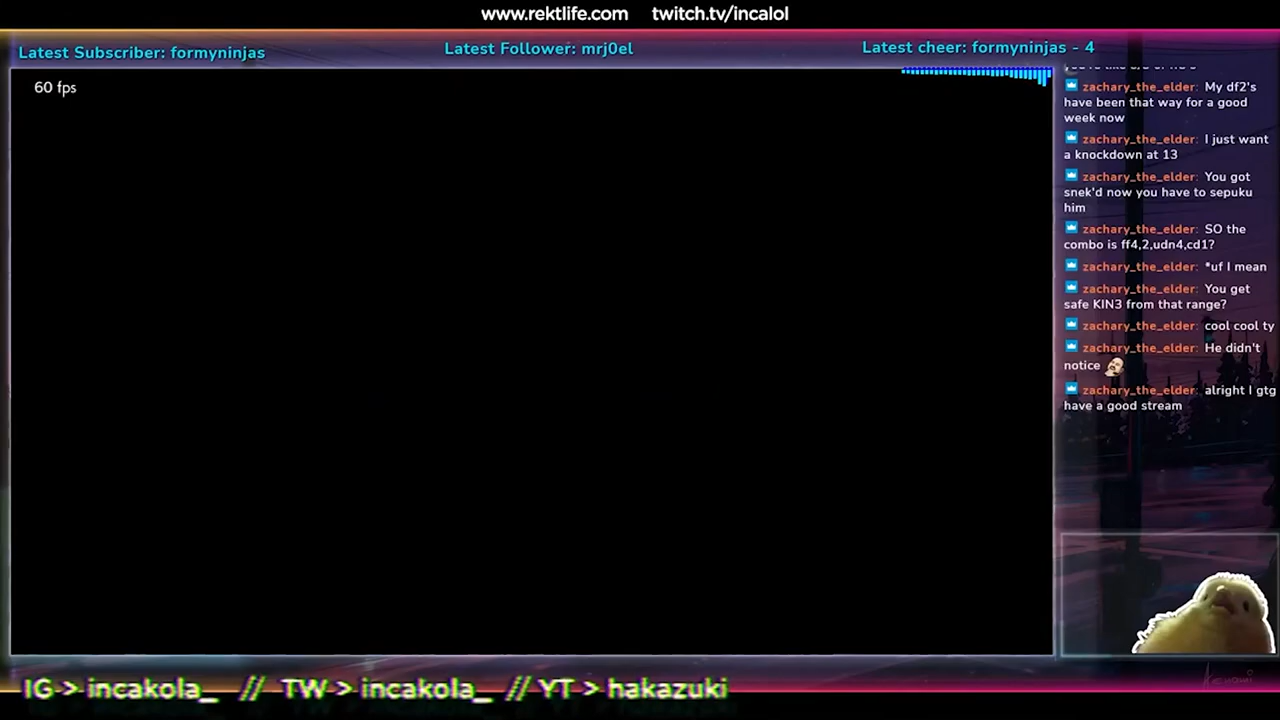 www.rektlife.com twitch.tv/incalol
Latest Subscriber: formyninjas
Latest Follower: mrj0el
Latest cheer: formyninjas - 4
60 fps
zachary_the_elder: My df2's
have been that way for a good
week now
zachary_the_elder: I just want
a knockdown at 13
zachary_the_elder: You got
snek'd now you have to sepuku
him
zachary_the_elder: SO the
combo is ff4,2,udn4,cd1?
zachary_the_elder: *uf I mean
zachary_the_elder: You get
safe KIN3 from that range?
zachary_the_elder: cool cool ty
zachary_the_elder: He didn't
notice
zachary_the_elder: alright I gtg
have a good stream
IG > incakola_ // TW > incakola_ // YT > hakazuki